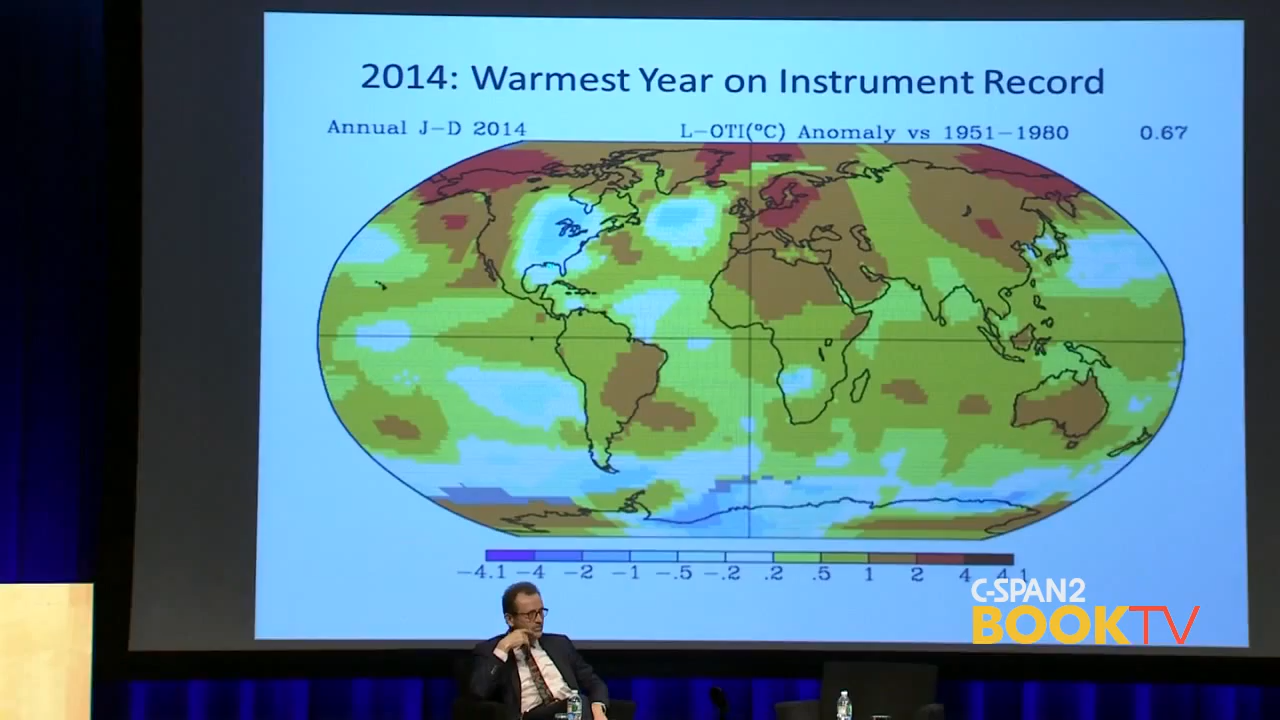 2014: Warmest Year on Instrument Record
Annual J-D 2014 L-OTI(°C) Anomaly vs 1951-1980 0.67
-4.1 -4 -2 -1 -.5 -.2 .2 .5 1 2 4 4.1
C-SPAN2
BOOKTV